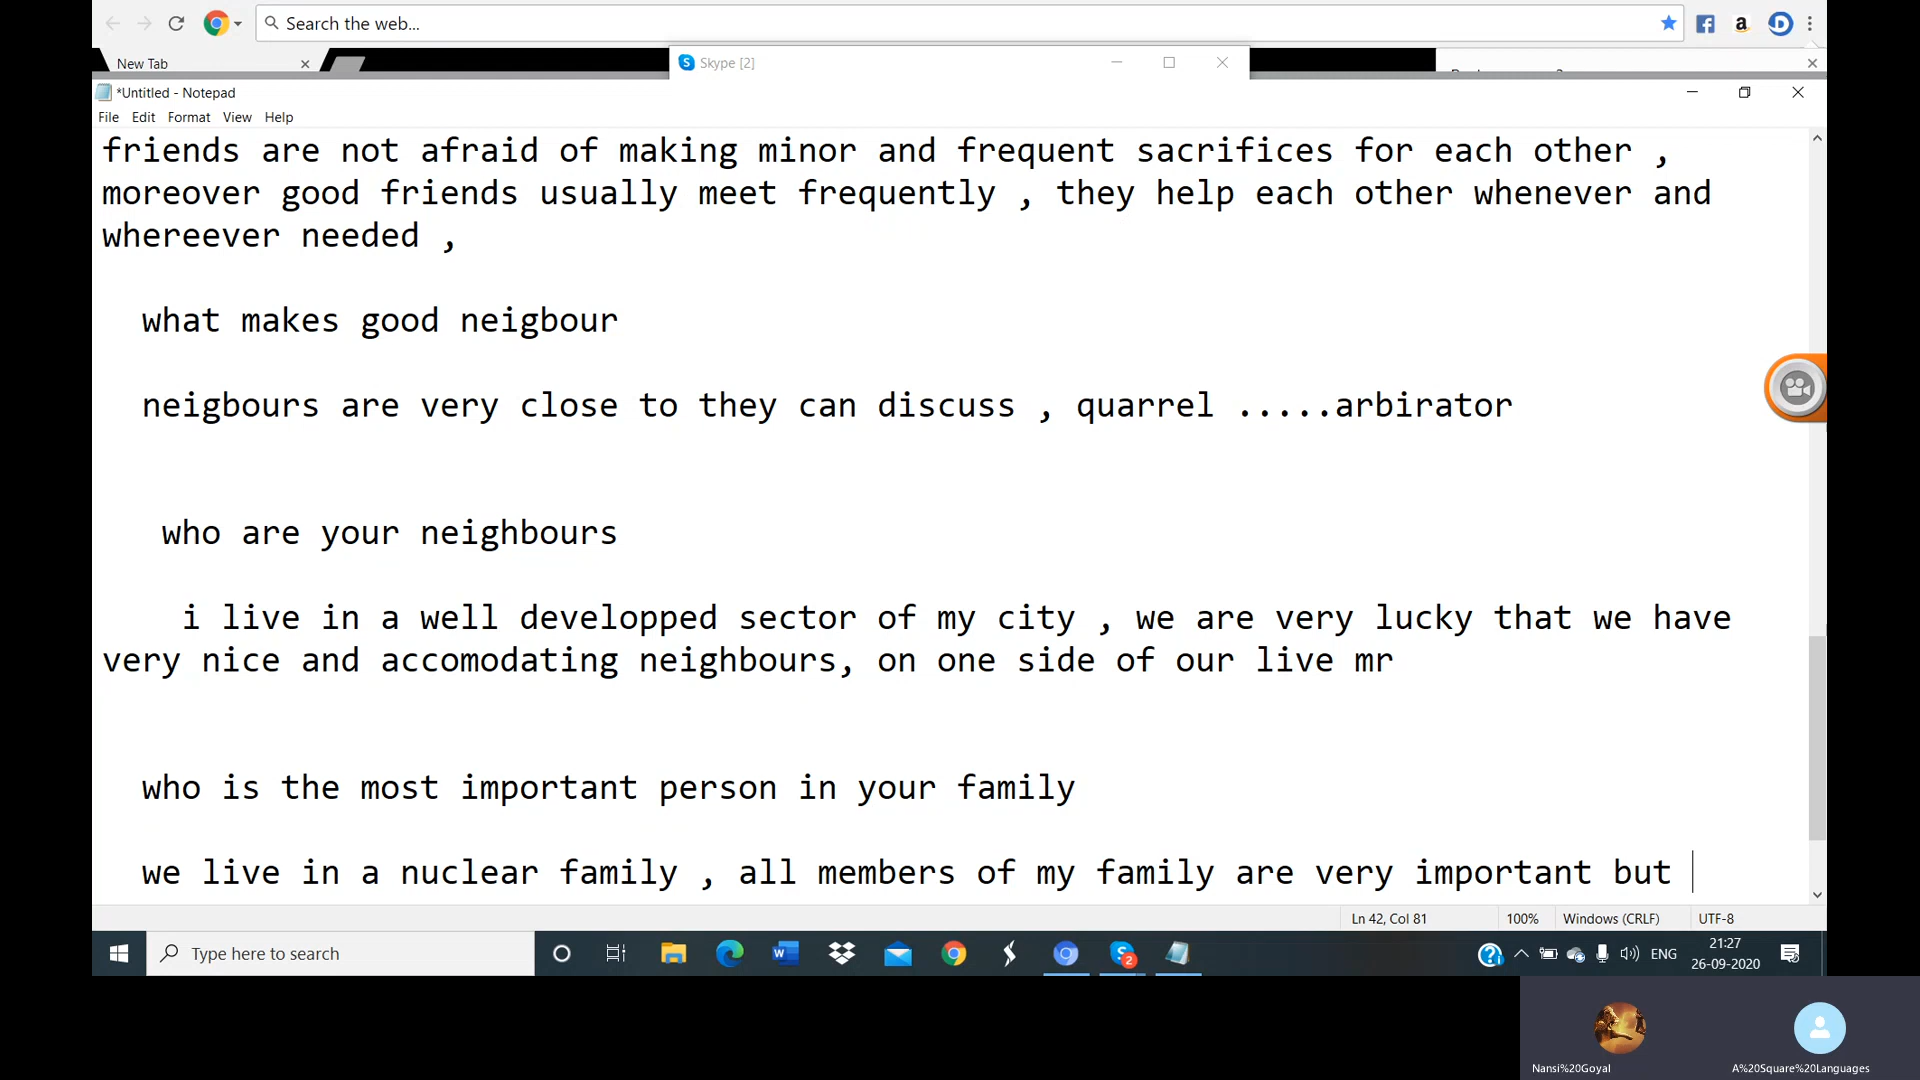 Search the web...
New Tab
Skype [2]
*Untitled - Notepad
File Edit Format View Help
friends are not afraid of making minor and frequent sacrifices for each other ,
moreover good friends usually meet frequently , they help each other whenever and
whereever needed ,
what makes good neigbour
neigbours are very close to they can discuss , quarrel .....arbirator
who are your neighbours
i live in a well developped sector of my city , we are very lucky that we have
very nice and accomodating neighbours, on one side of our live mr
who is the most important person in your family
we live in a nuclear family , all members of my family are very important but
Ln 42, Col 81 100% Windows (CRLF) UTF-8
Type here to search
ENG
21:27
26-09-2020
Nansi%20Goyal
A%20Square%20Languages